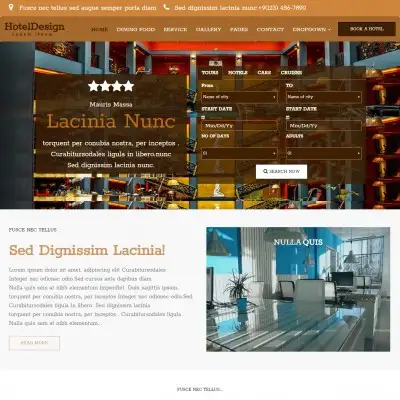 Fusce nec tellus sed augue semper porta diam
Sed dignissim lacinia nunc +90123) 456-7890
HotelDesign
HOME DINING FOOD SERVICE GALLERY PAGES CONTACT DROPDOWN
BOOK A HOTEL
Mauris Massa
Lacinia Nunc
torquent per conubia nostra, per inceptos .
Curabitursodales ligula in libero.nunc
Sed dignissim lacinia nunc.
TOURS HOTELS CARS CRUISES
From TO
Name of city Name of city
START DATE START DATE
Mm/Dd/Yy Mm/Dd/Yy
NO OF DAYS ADULTS
01 01
SEARCH NOW
FUSCE NEC TELLUS
Sed Dignissim Lacinia!
Lorem ipsum dolor sit amet, adipiscing elit Curabitursodales
Integer nec odionec odio.Sed cursus ante dapibus diam
Nulla quis sem at nibh elementum imperdiet. Duis sagittis ipsum,
torquent per conubia nostra, per inceptos Integer nec odionec odio.Sed
Curabitursodales ligula in libero. Sed dignissim lacinia
torquent per conubia nostra, per inceptos . Curabitursodales ligula
Nulla quis sem at nibh elementum...
READ MORE
NULLA QUIS
FUSCE NEC TELLUS...